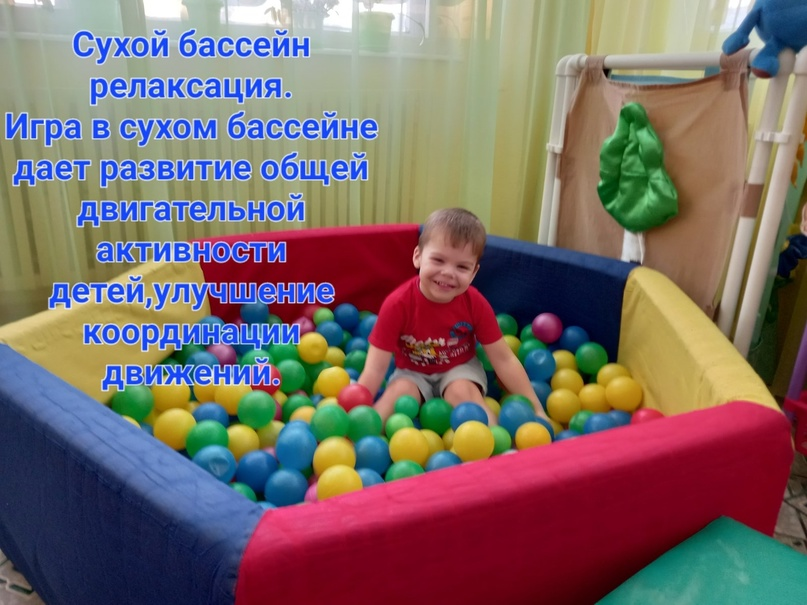 Сухой бассейн
релаксация.
Игра в сухом бассейне
дает развитие общей
двигательной
активности
детей,улучшение
координации
движений.